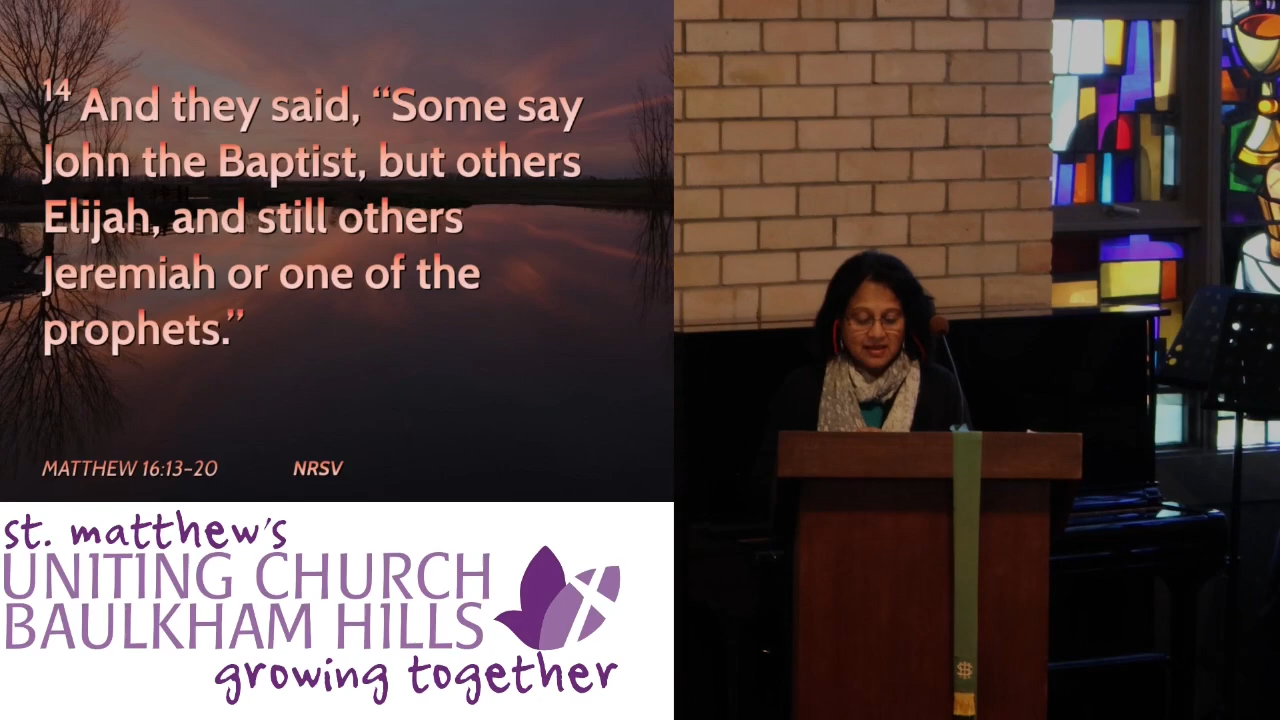 14 And they said, “Some say
John the Baptist, but others
Elijah, and still others
Jeremiah or one of the
prophets.”
MATTHEW 16:13-20 NRSV
st. matthew's
UNITING CHURCH
BAULKHAM HILLS
growing together